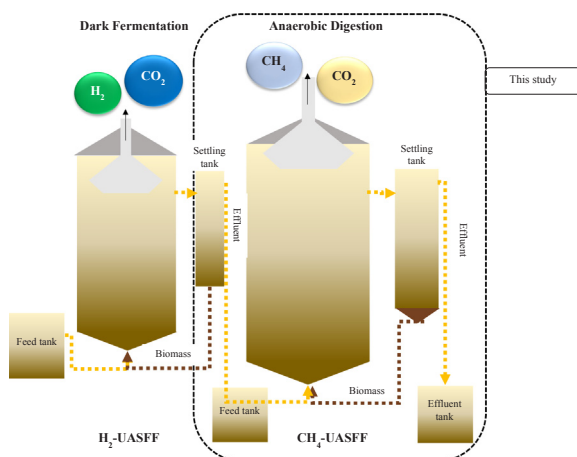 Dark Fermentation
Anaerobic Digestion
H2
CO2
CH4
CO2
This study
Settling
tank
Settling
tank
Effluent
Effluent
Feed tank
Biomass
Feed tank
Biomass
Effluent
tank
H2-UASFF
CH4-UASFF